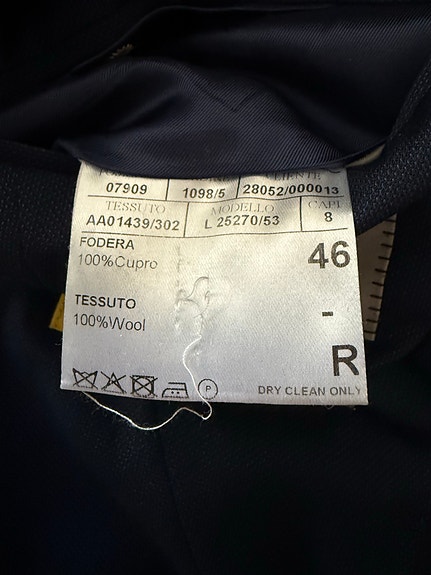 07909 1098/5 28052/000013
TESSUTO MODELLO CAPI
AA01439/302 L 25270/53 8
FODERA
100%Cupro
46
TESSUTO
100%Wool
-
R
P
DRY CLEAN ONLY